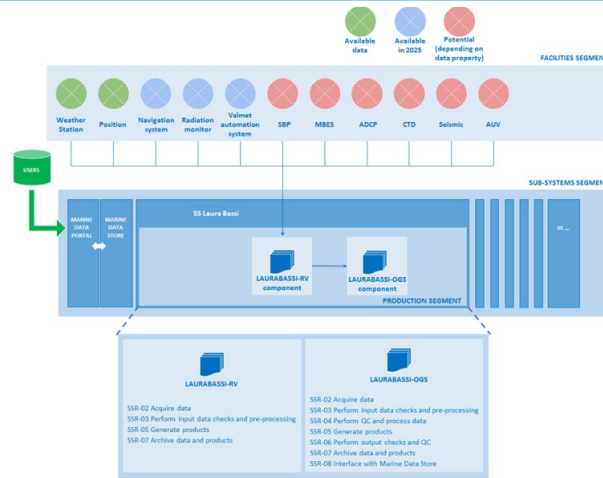 Available
data
Available
in 2025
Potential
(depending on
data property)
FACILITIES SEGMEN
Weather
Station
Position
Navigation
system
Radiation
monitor
Valmet
automation
system
SBP
MBES
ADCP
CTD
Seismic
AUV
USERS
SUB-SYSTEMS SEGMEN
MARINE
DATA
PORTAL
MARINE
DATA
STORE
SS Laura Bassi
SS ...
LAURABASSI-RV
component
LAURABASSI-OGS
component
PRODUCTION SEGMENT
LAURABASSI-RV
SSR-02 Acquire data
SSR-03 Perform input data checks and pre-processing
SSR-05 Generate products
SSR-07 Archive data and products
LAURABASSI-OGS
SSR-02 Acquire data
SSR-03 Perform input data checks and pre-processing
SSR-04 Perform QC and process data
SSR-05 Generate products
SSR-06 Perform output checks and QC
SSR-07 Archive data and products
SSR-08 Interface with Marine Data Store